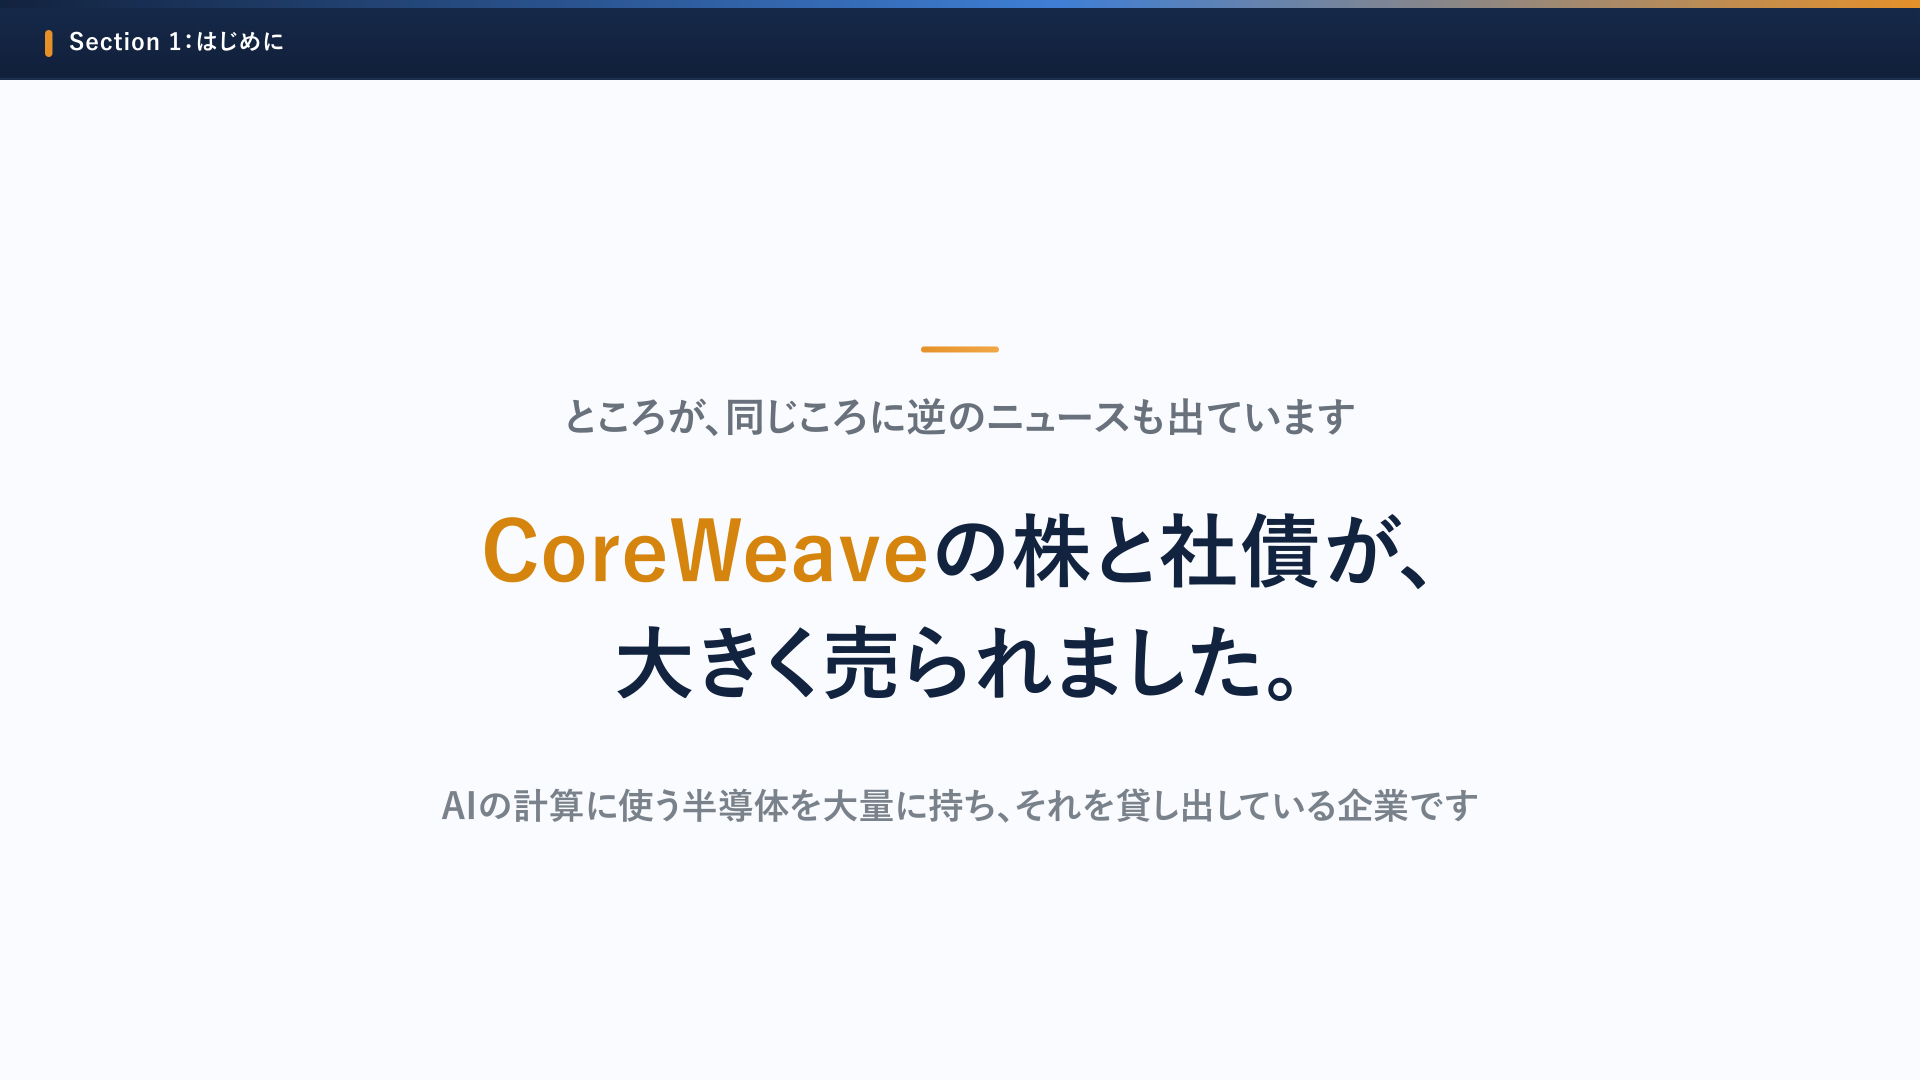 Section 1：はじめに
ところが、同じころに逆のニュースも出ています
CoreWeaveの株と社債が、
大きく売られました。
AIの計算に使う半導体を大量に持ち、それを貸し出している企業です